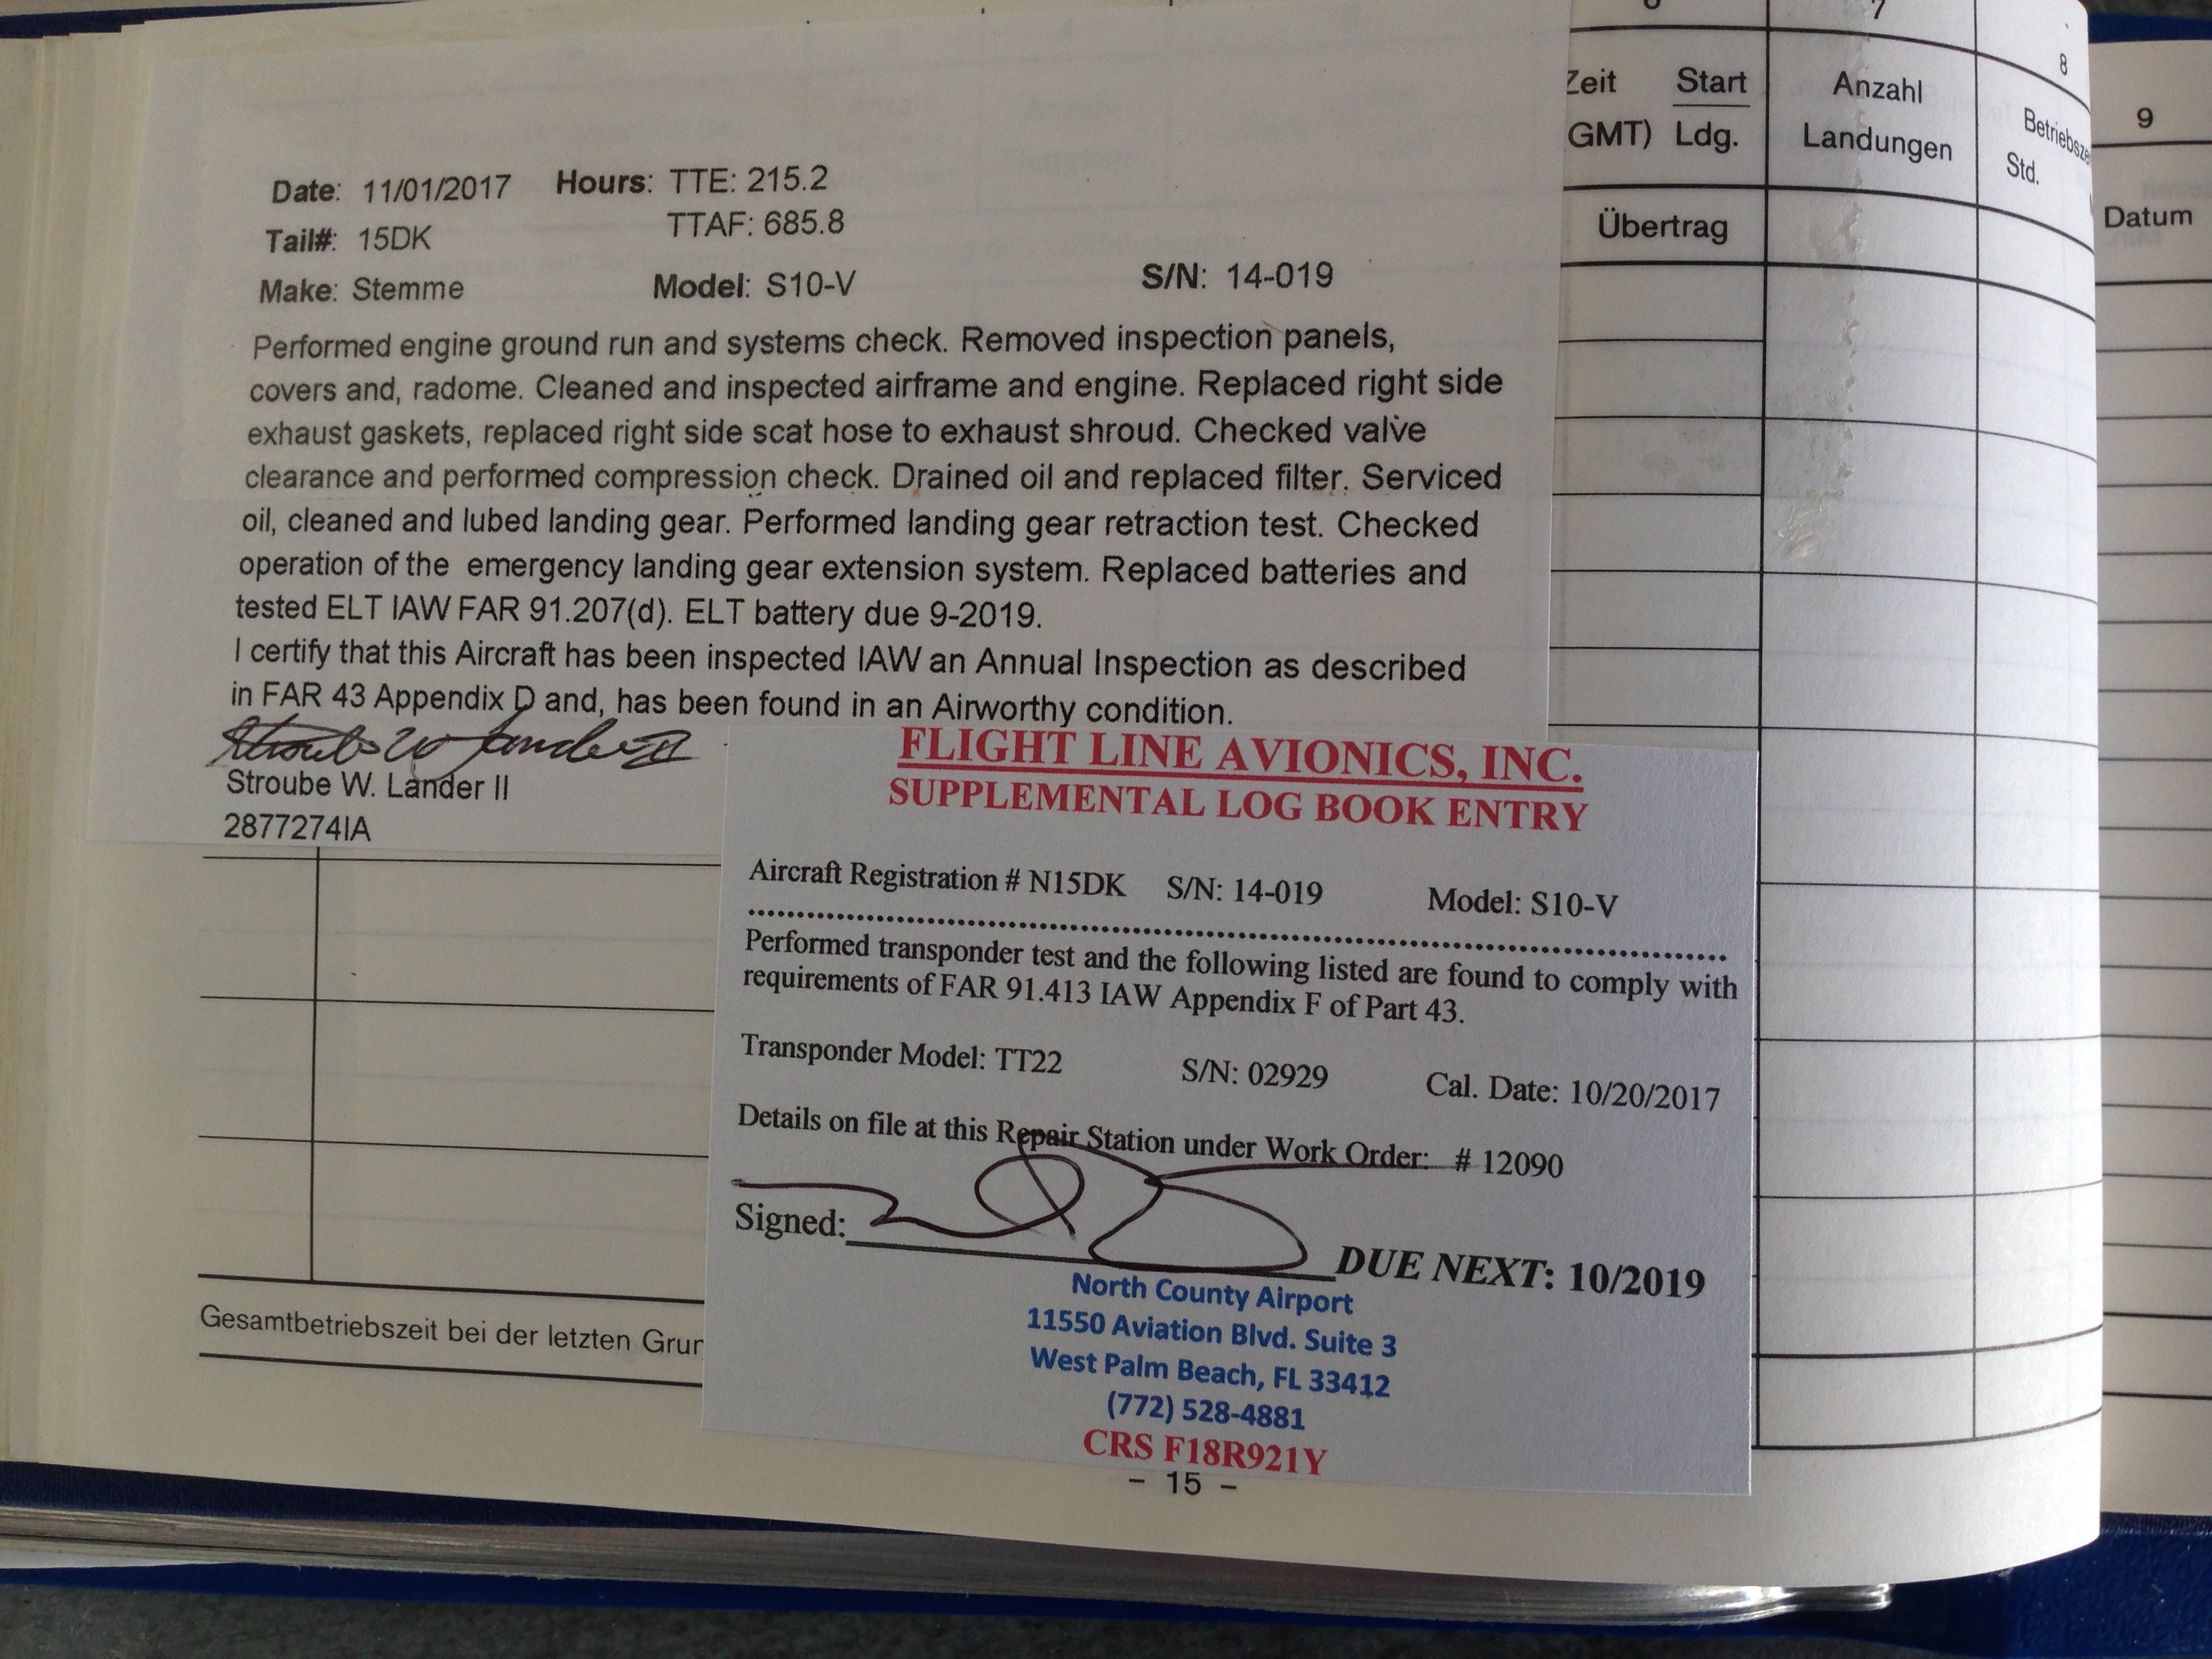 Date: 11/01/2017 Hours: TTE: 215.2
TTAF: 685.8
Tail#: 15DK
Make: Stemme Model: S10-V S/N: 14-019
Performed engine ground run and systems check. Removed inspection panels,
covers and, radome. Cleaned and inspected airframe and engine. Replaced right side
exhaust gaskets, replaced right side scat hose to exhaust shroud. Checked valve
clearance and performed compression check. Drained oil and replaced filter. Serviced
oil, cleaned and lubed landing gear. Performed landing gear retraction test. Checked
operation of the emergency landing gear extension system. Replaced batteries and
tested ELT IAW FAR 91.207(d). ELT battery due 9-2019.
I certify that this Aircraft has been inspected IAW an Annual Inspection as described
in FAR 43 Appendix D and, has been found in an Airworthy condition.
Stroube W Lander II
Stroube W. Lander II
2877274IA
FLIGHT LINE AVIONICS, INC.
SUPPLEMENTAL LOG BOOK ENTRY
Aircraft Registration # N15DK S/N: 14-019 Model: S10-V
Performed transponder test and the following listed are found to comply with
requirements of FAR 91.413 IAW Appendix F of Part 43.
Transponder Model: TT22 S/N: 02929 Cal. Date: 10/20/2017
Details on file at this Repair Station under Work Order: # 12090
Signed: DUE NEXT: 10/2019
North County Airport
11550 Aviation Blvd. Suite 3
West Palm Beach, FL 33412
(772) 528-4881
CRS F18R921Y
- 15 -
Gesamtbetriebszeit bei der letzten
7
8
9
Zeit Start
GMT) Ldg.
Anzahl
Landungen
Std.
Übertrag
Datum